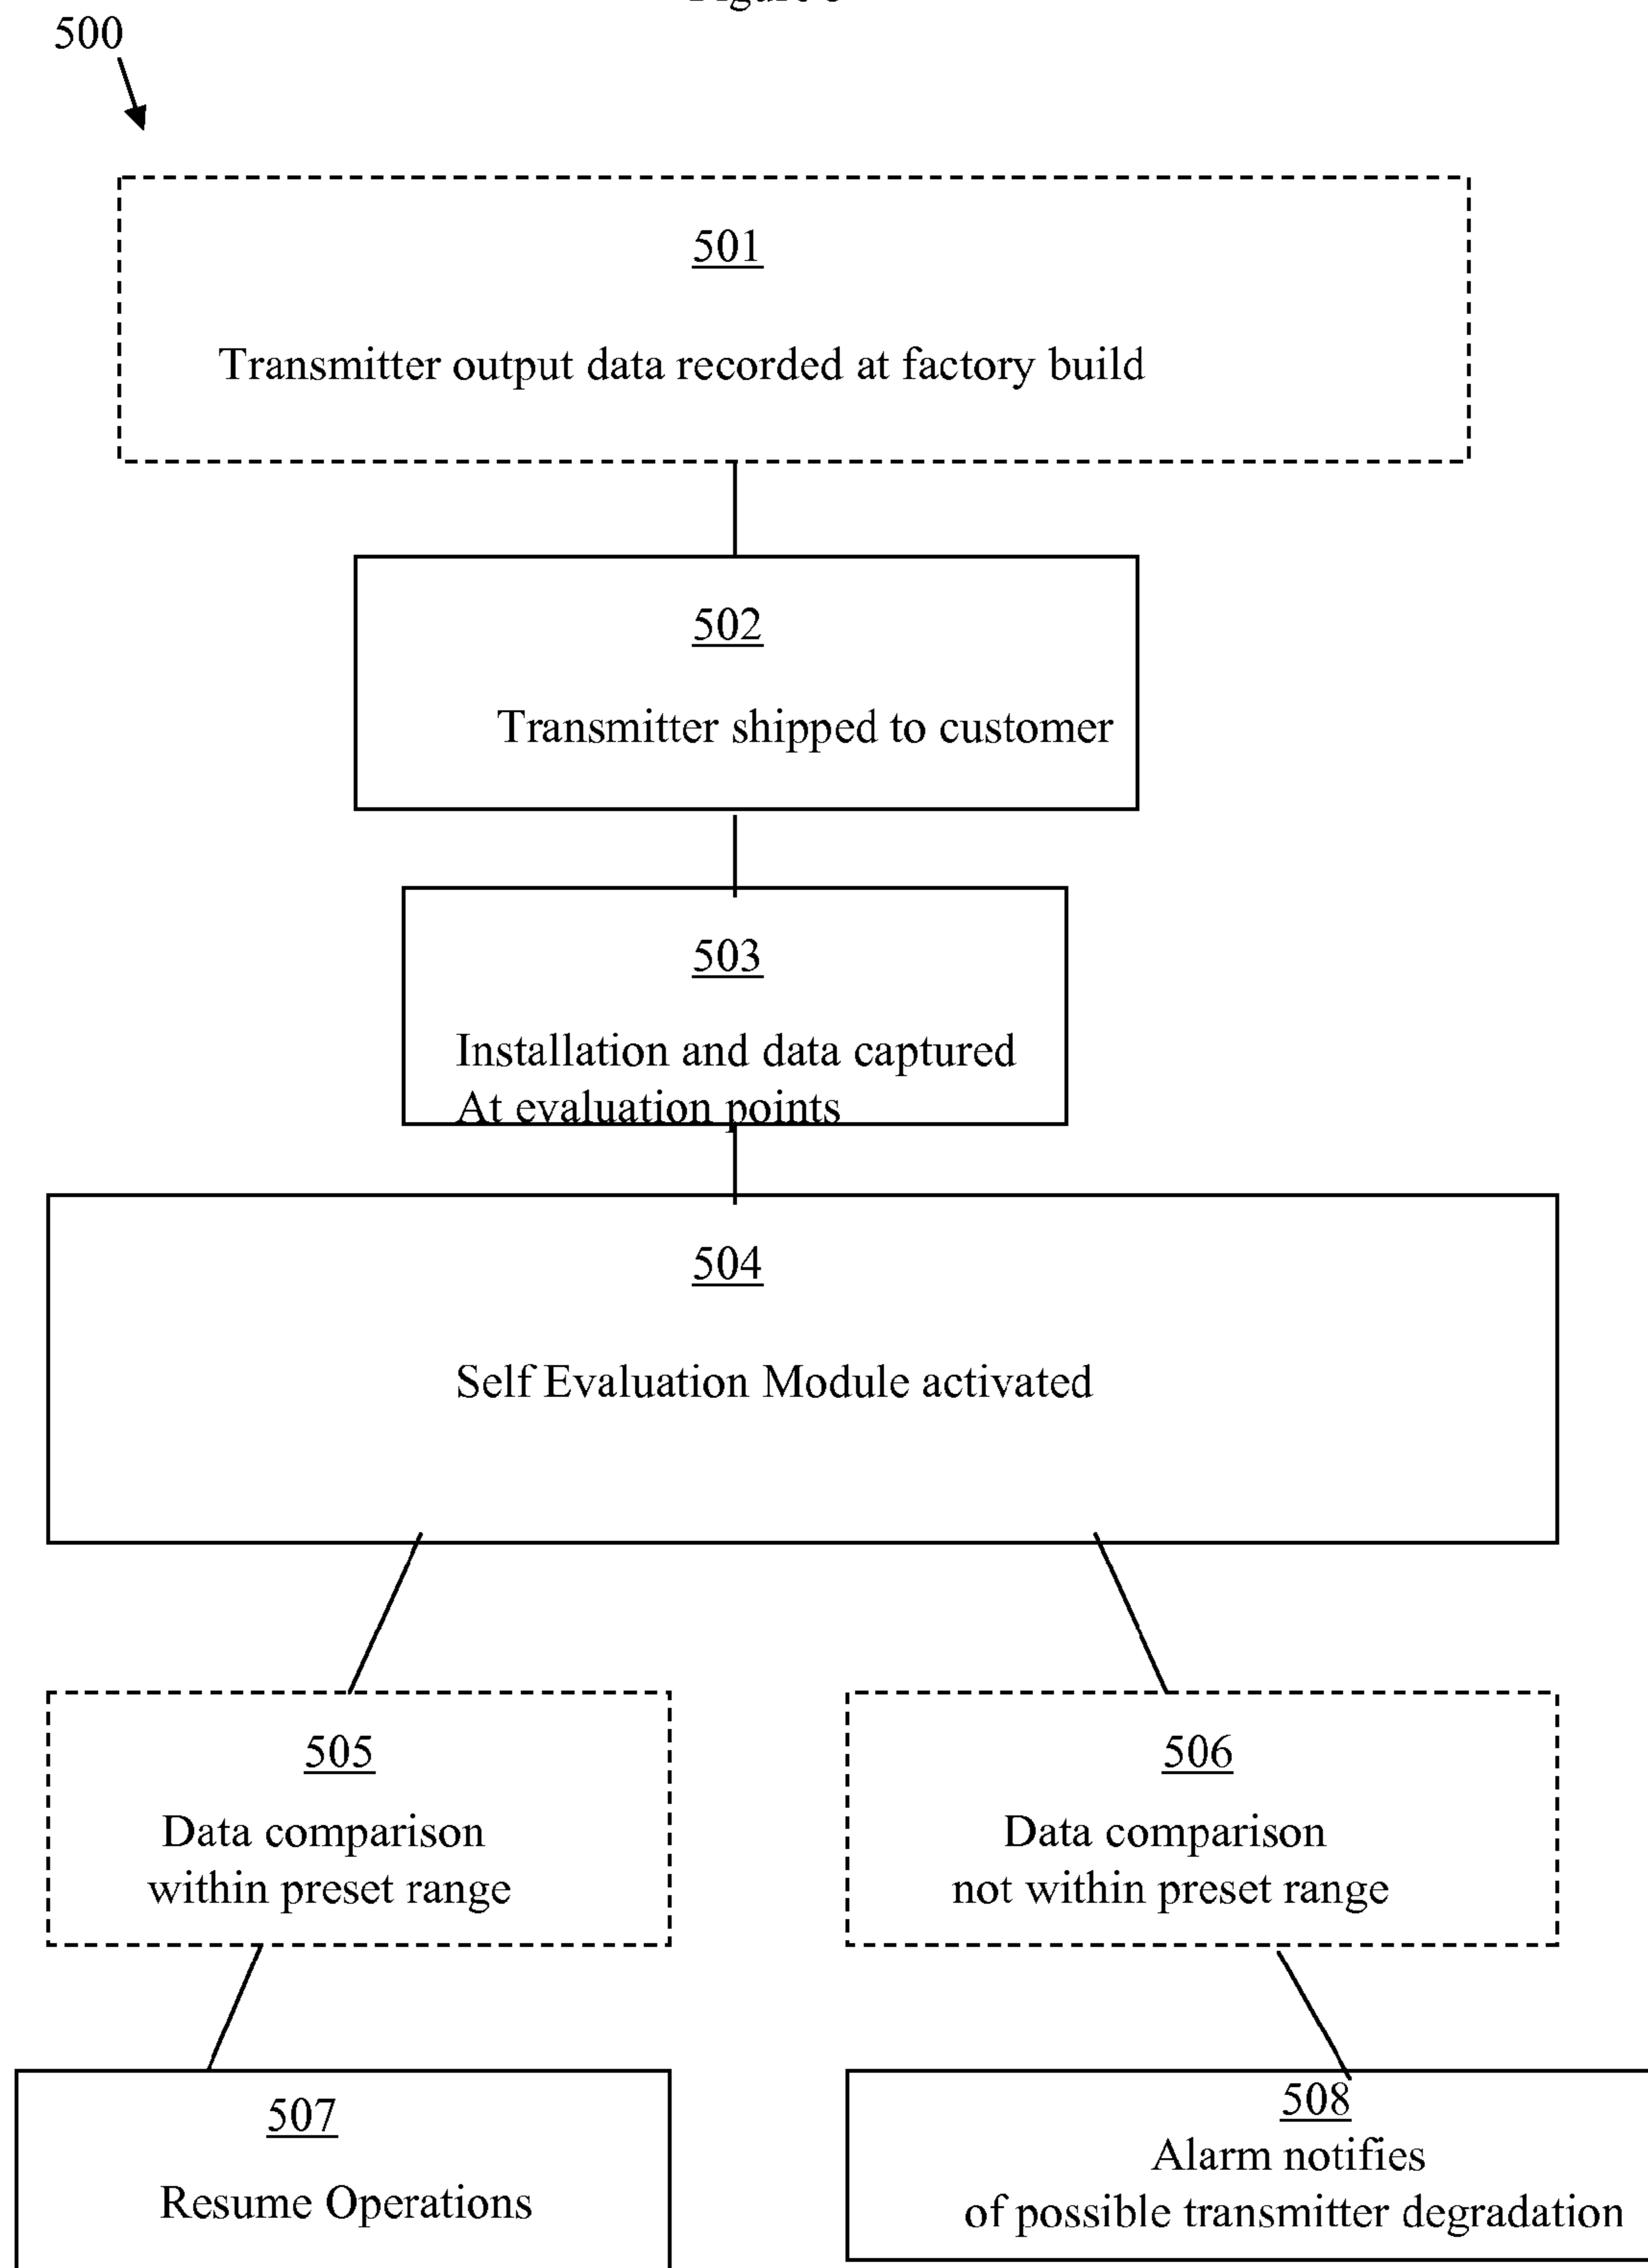 500
501
Transmitter output data recorded at factory build
502
Transmitter shipped to customer
503
Installation and data captured
At evaluation points
504
Self Evaluation Module activated
505
Data comparison
within preset range
506
Data comparison
not within preset range
507
Resume Operations
508
Alarm notifies
of possible transmitter degradation